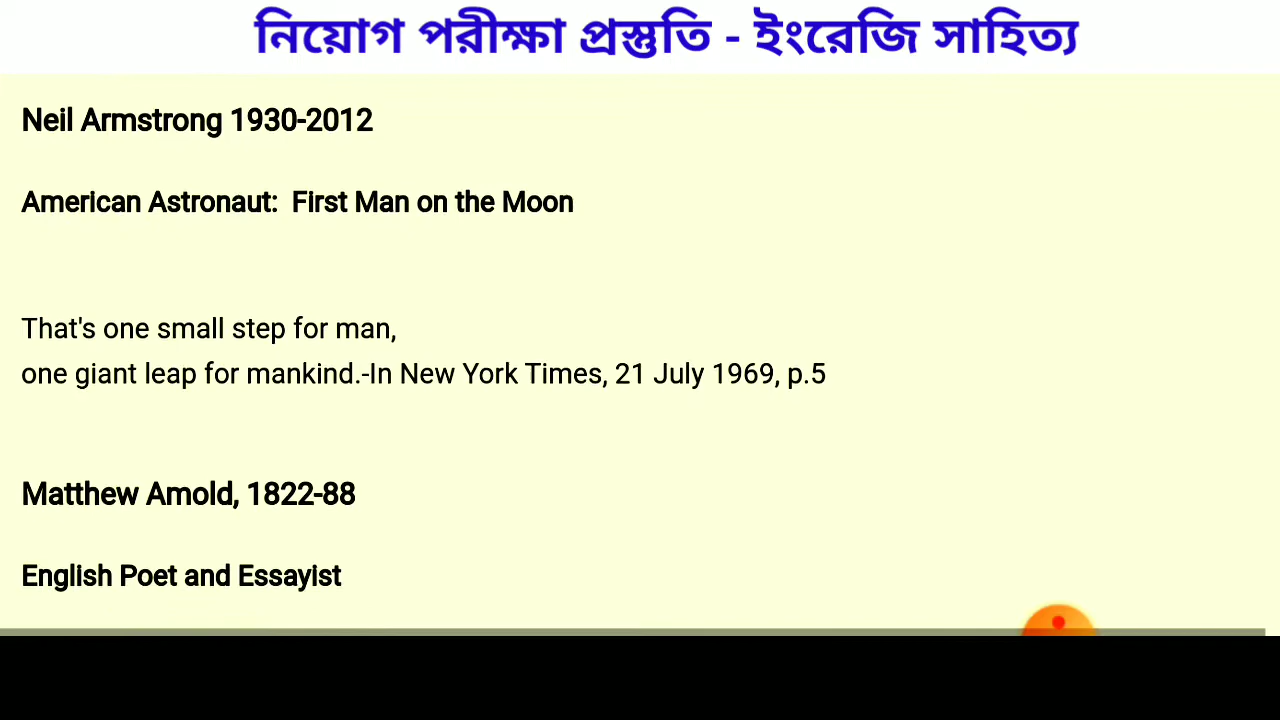 নিয়োগ পরীক্ষা প্রস্তুতি - ইংরেজি সাহিত্য
Neil Armstrong 1930-2012
American Astronaut:  First Man on the Moon
That's one small step for man,
one giant leap for mankind.-In New York Times, 21 July 1969, p.5
Matthew Amold, 1822-88
English Poet and Essayist